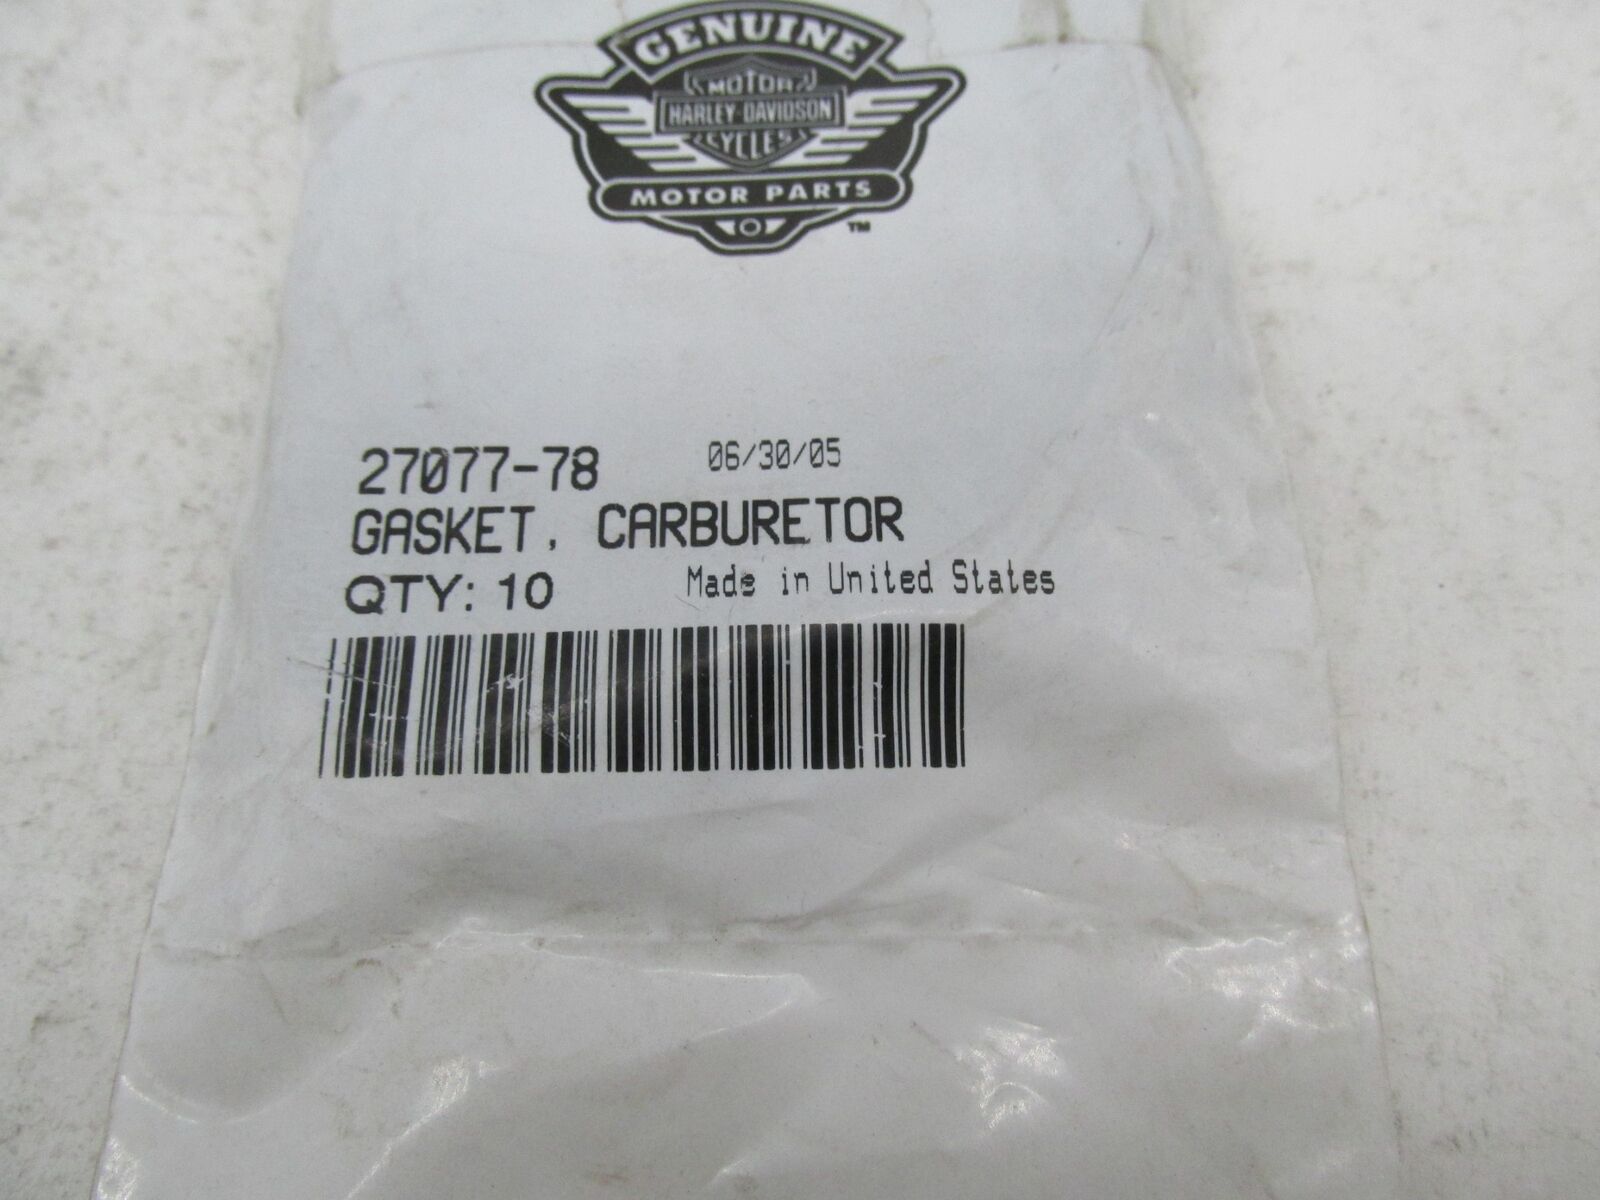 GENUINE
MOTOR
HARLEY-DAVIDSON
CYCLES
MOTOR PARTS
TM
27077-78 06/30/05
GASKET, CARBURETOR
QTY: 10 Made in United States